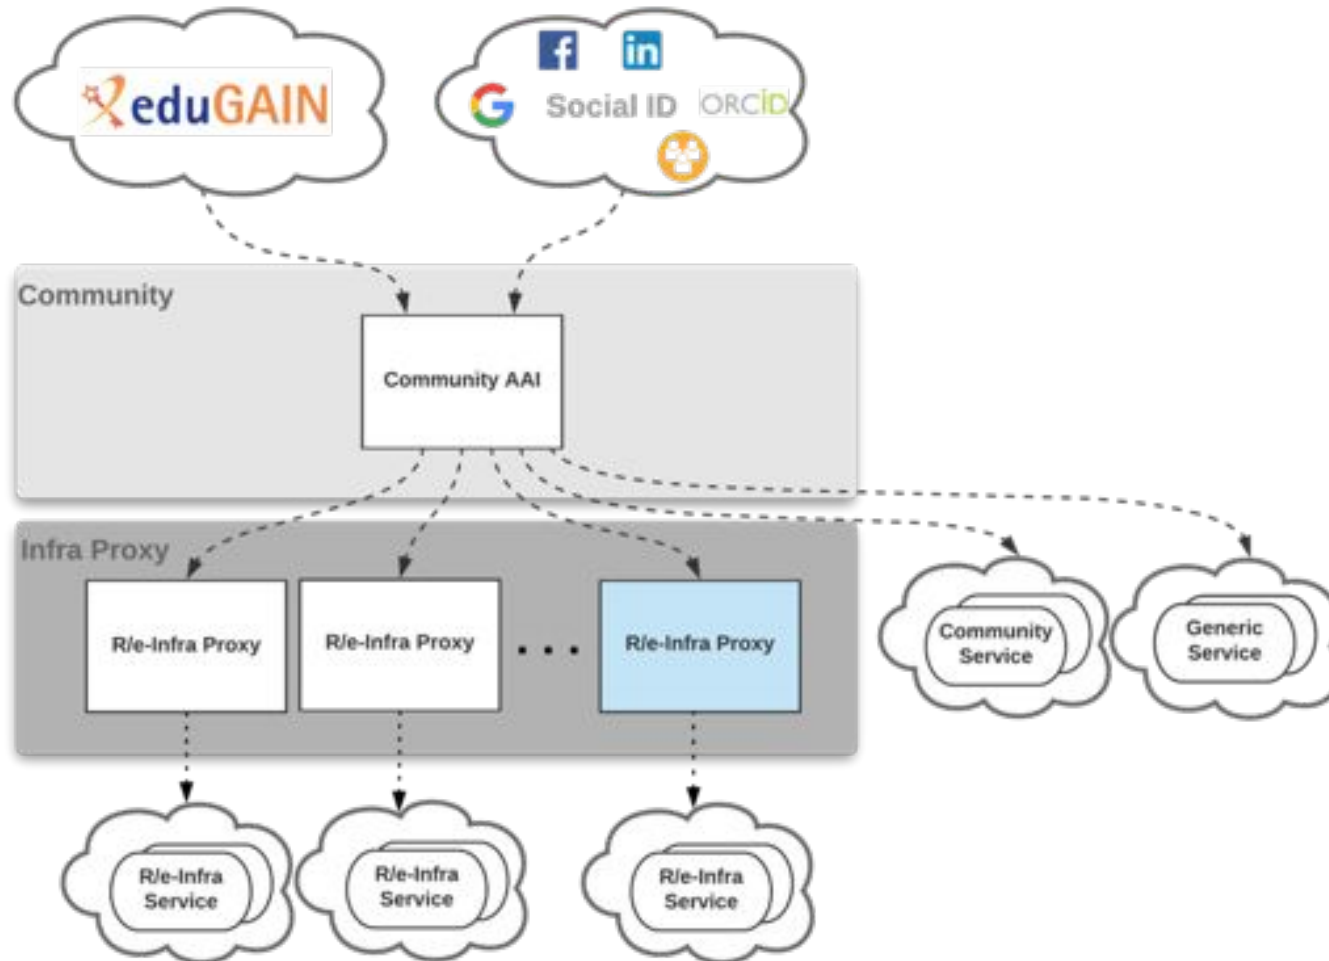 eduGAIN
f
in
G
Social ID
ORCID
Community
Community AAI
Infra Proxy
R/e-Infra Proxy
R/e-Infra Proxy
• • •
R/e-Infra Proxy
Community
Service
Generic
Service
R/e-Infra
Service
R/e-Infra
Service
R/e-Infra
Service